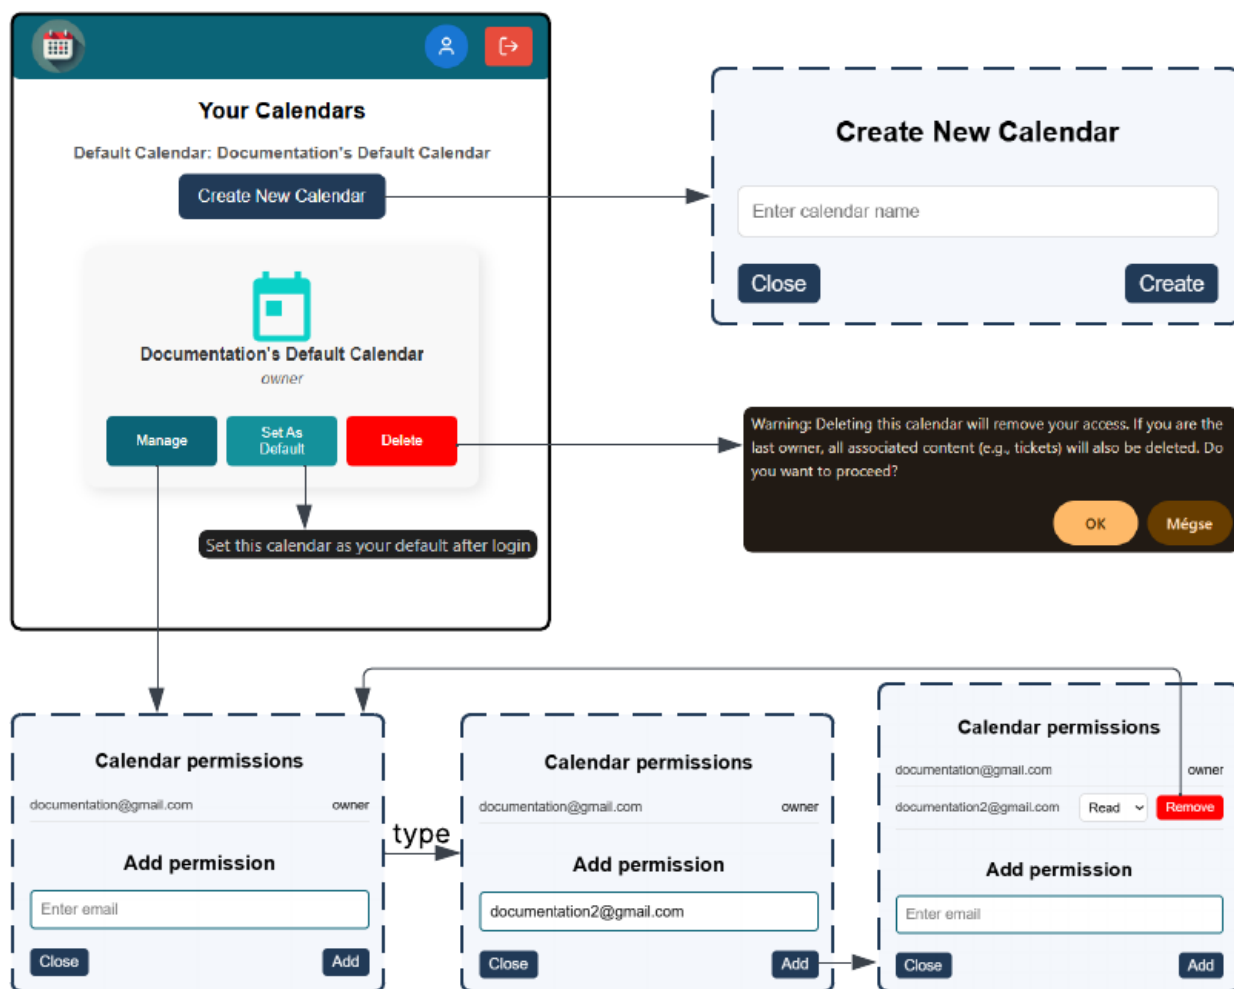 Your Calendars
Default Calendar: Documentation's Default Calendar
Create New Calendar
Documentation's Default Calendar
owner
Manage
Set As
Default
Delete
Set this calendar as your default after login
Create New Calendar
Enter calendar name
Close
Create
Warning: Deleting this calendar will remove your access. If you are the
last owner, all associated content (e.g., tickets) will also be deleted. Do
you want to proceed?
OK
Mégse
Calendar permissions
documentation@gmail.com
owner
Add permission
Enter email
Close
Add
type
Calendar permissions
documentation@gmail.com
owner
Add permission
documentation2@gmail.com
Close
Add
Calendar permissions
documentation@gmail.com
owner
documentation2@gmail.com
Read
Remove
Add permission
Enter email
Close
Add